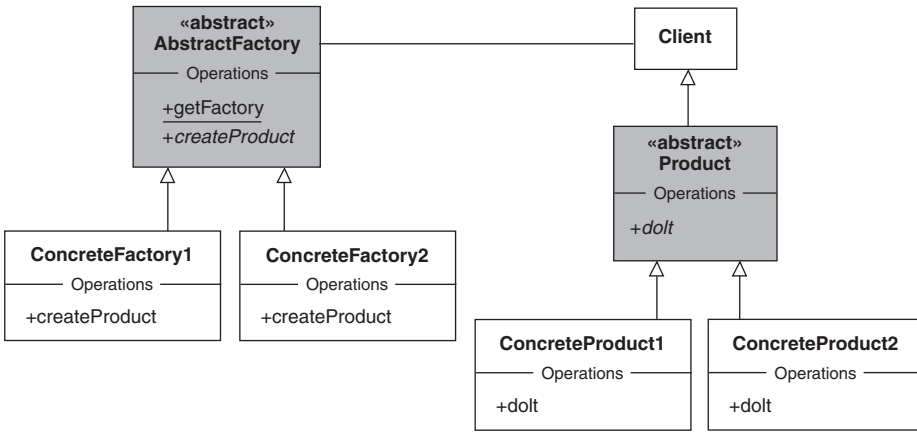 «abstract»
AbstractFactory
Operations
+getFactory
+createProduct
Client
«abstract»
Product
Operations
+doIt
ConcreteFactory1
Operations
+createProduct
ConcreteFactory2
Operations
+createProduct
ConcreteProduct1
Operations
+doIt
ConcreteProduct2
Operations
+doIt